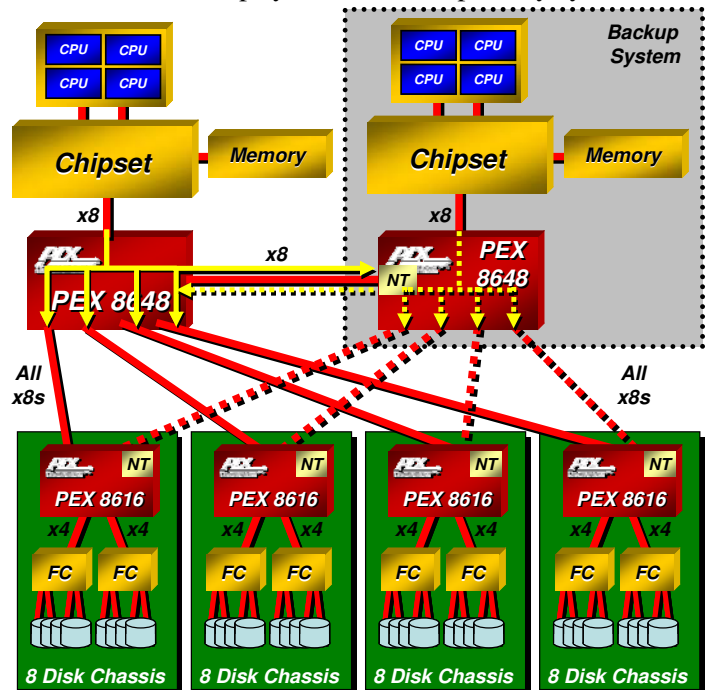 Backup
System
CPU CPU
CPU CPU
CPU CPU
CPU CPU
Chipset
Memory
Chipset
Memory
x8
x8
x8
PEX 8648
PEX
8648
NT
All
x8s
All
x8s
NT
PEX 8616
x4 x4
FC FC
8 Disk Chassis
NT
PEX 8616
x4 x4
FC FC
8 Disk Chassis
NT
PEX 8616
x4 x4
FC FC
8 Disk Chassis
NT
PEX 8616
x4 x4
FC FC
8 Disk Chassis